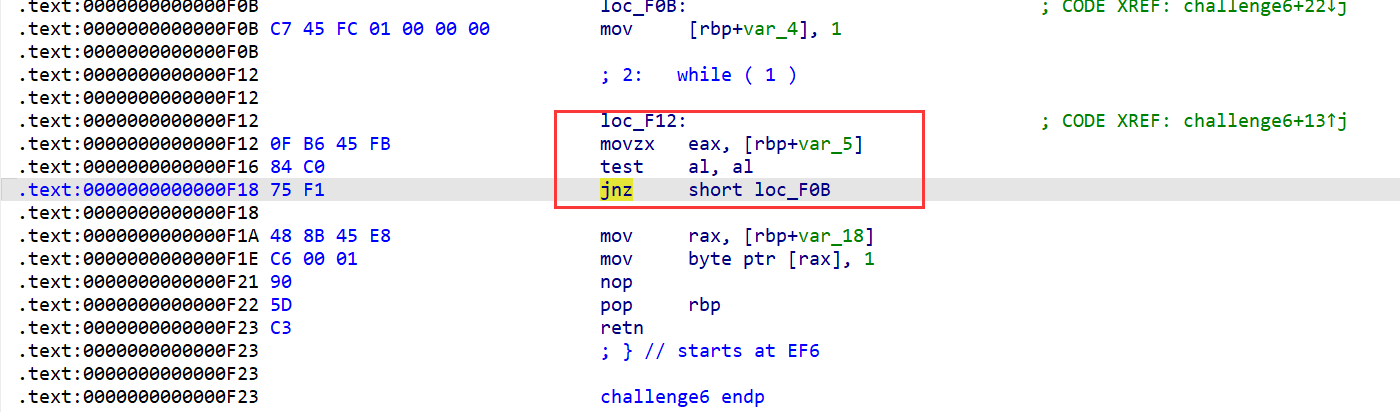 .text:0000000000000F0B loc_F0B: ; CODE XREF: challenge6+22↓j
.text:0000000000000F0B C7 45 FC 01 00 00 00 mov [rbp+var_4], 1
.text:0000000000000F0B
.text:0000000000000F12 ; 2: while ( 1 )
.text:0000000000000F12
.text:0000000000000F12 loc_F12: ; CODE XREF: challenge6+13↑j
.text:0000000000000F12 0F B6 45 FB movzx eax, [rbp+var_5]
.text:0000000000000F16 84 C0 test al, al
.text:0000000000000F18 75 F1 jnz short loc_F0B
.text:0000000000000F18
.text:0000000000000F1A 48 8B 45 E8 mov rax, [rbp+var_18]
.text:0000000000000F1E C6 00 01 mov byte ptr [rax], 1
.text:0000000000000F21 90 nop
.text:0000000000000F22 5D pop rbp
.text:0000000000000F23 C3 retn
.text:0000000000000F23 ; } // starts at EF6
.text:0000000000000F23
.text:0000000000000F23 challenge6 endp